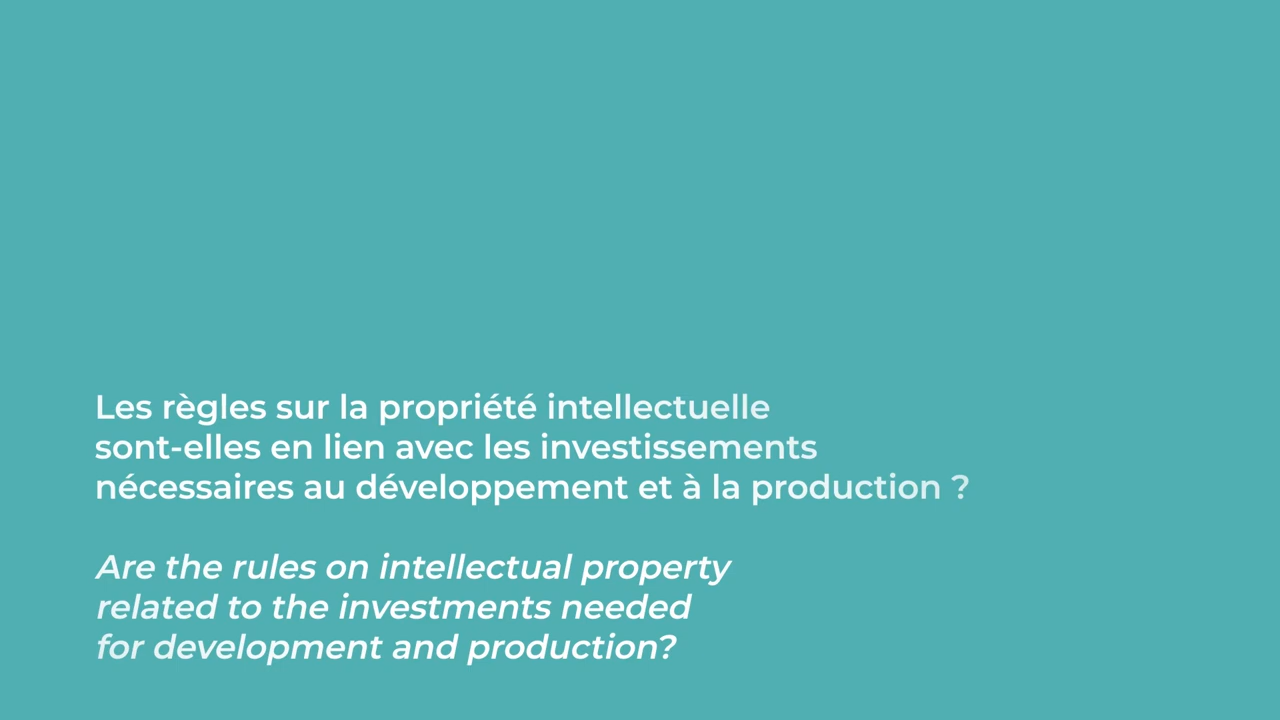 Les règles sur la propriété intellectuelle
sont-elles en lien avec les investissements
nécessaires au développement et à la production ?
Are the rules on intellectual property
related to the investments needed
for development and production?